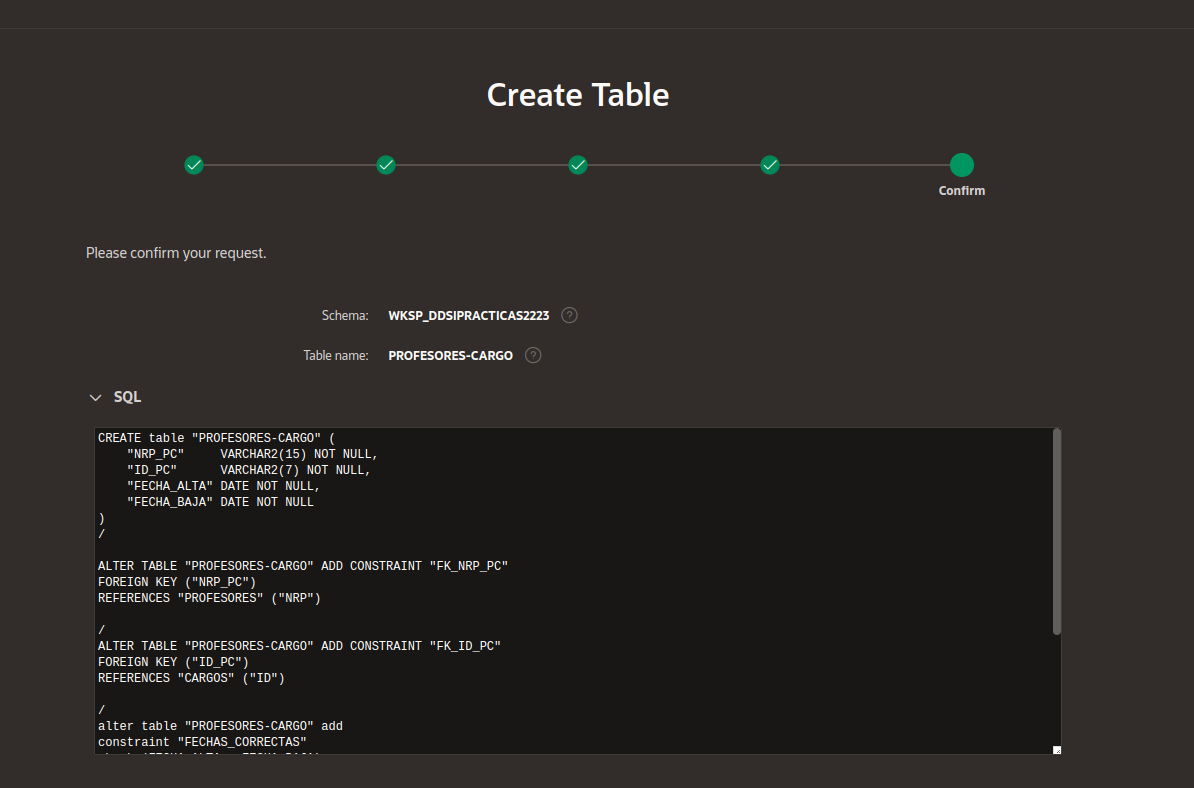 Create Table
Confirm
Please confirm your request.
Schema: WKSP_DDSIPRACTICAS2223 ?
Table name: PROFESORES-CARGO ?
SQL
CREATE table "PROFESORES-CARGO" (
    "NRP_PC"     VARCHAR2(15) NOT NULL,
    "ID_PC"      VARCHAR2(7) NOT NULL,
    "FECHA_ALTA" DATE NOT NULL,
    "FECHA_BAJA" DATE NOT NULL
)
/
ALTER TABLE "PROFESORES-CARGO" ADD CONSTRAINT "FK_NRP_PC"
FOREIGN KEY ("NRP_PC")
REFERENCES "PROFESORES" ("NRP")
/
ALTER TABLE "PROFESORES-CARGO" ADD CONSTRAINT "FK_ID_PC"
FOREIGN KEY ("ID_PC")
REFERENCES "CARGOS" ("ID")
/
alter table "PROFESORES-CARGO" add
constraint "FECHAS_CORRECTAS"